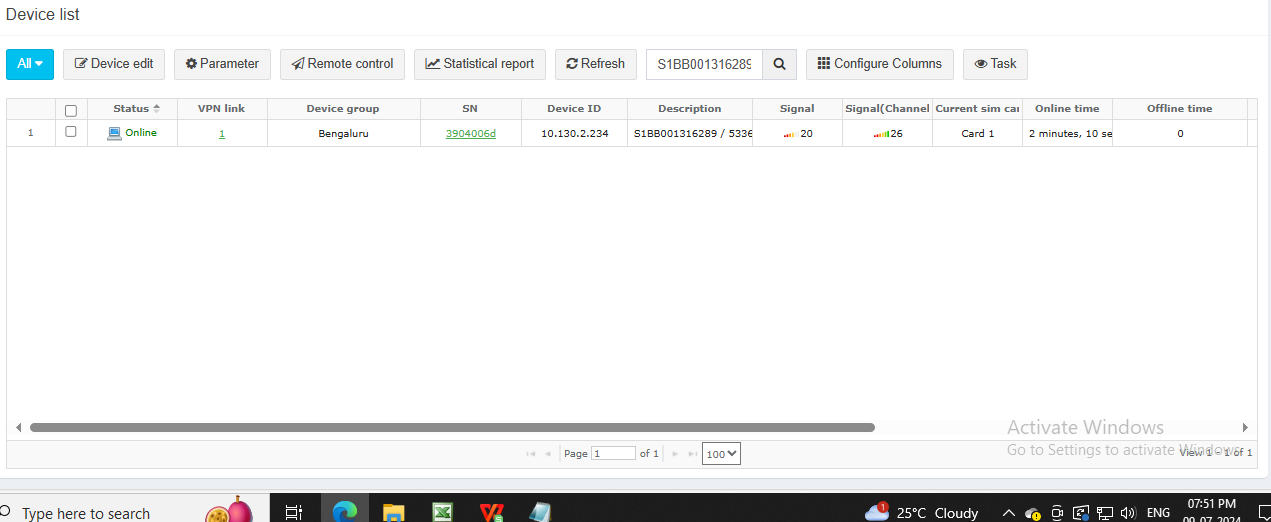 Device list
All Device edit Parameter Remote control Statistical report Refresh S1BB001316289 Configure Columns Task
Status VPN link Device group SN Device ID Description Signal Signal(Channel Current sim car Online time Offline time
1 Online 1 Bengaluru 3904006d 10.130.2.234 S1BB001316289 / 5336 20 26 Card 1 2 minutes, 10 se 0
Activate Windows
Go to Settings to activate Windows.
Page 1 of 1 100 View 1 - 1 of 1
Type here to search 1 25°C Cloudy ENG 07:51 PM
09-07-2024